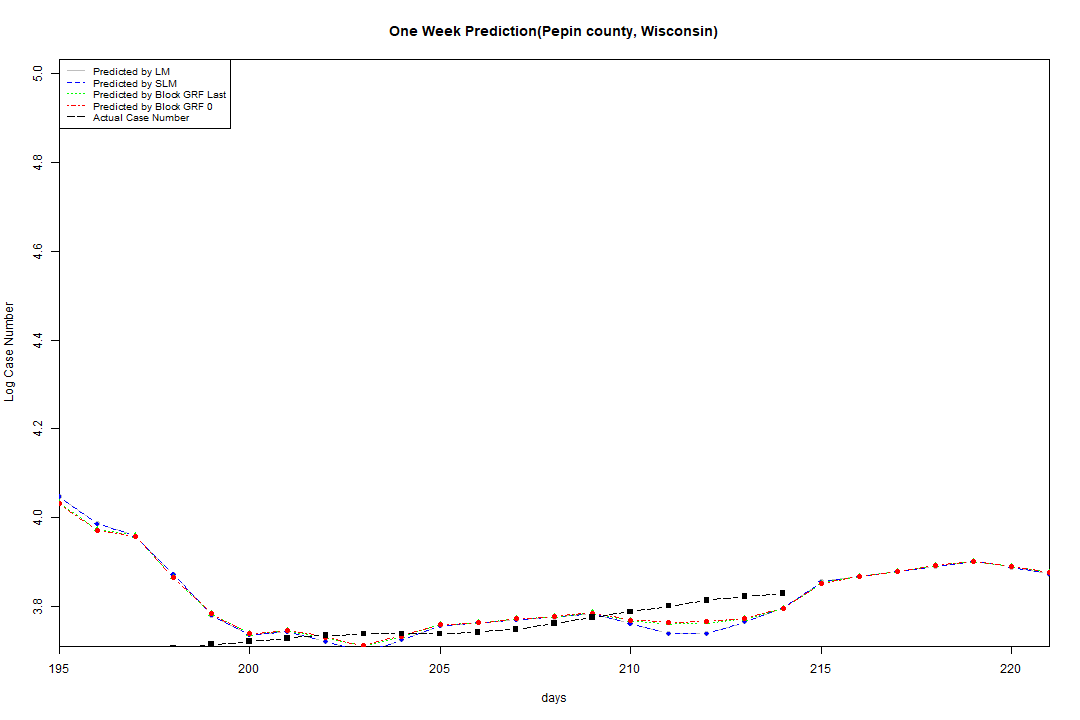 One Week Prediction(Pepin county, Wisconsin)
Predicted by LM
Predicted by SLM
Predicted by Block GRF Last
Predicted by Block GRF 0
Actual Case Number
5.0
4.8
4.6
4.4
4.2
4.0
3.8
Log Case Number
195 200 205 210 215 220
days